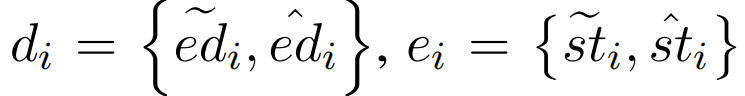 $d_i = \left\{\widetilde{ed}_i, \hat{ed}_i\right\}$, $e_i = \left\{\widetilde{st}_i, \hat{st}_i\right\}$